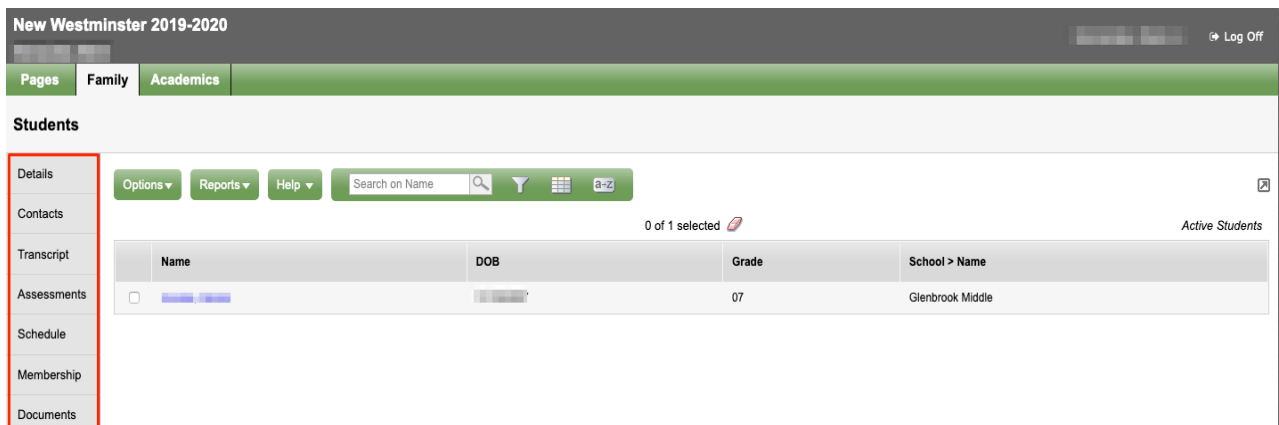 New Westminster 2019-2020
Log Off
Pages Family Academics
Students
Details
Contacts
Transcript
Assessments
Schedule
Membership
Documents
Options Reports Help Search on Name a-z
0 of 1 selected Active Students
Name DOB Grade School > Name
07 Glenbrook Middle